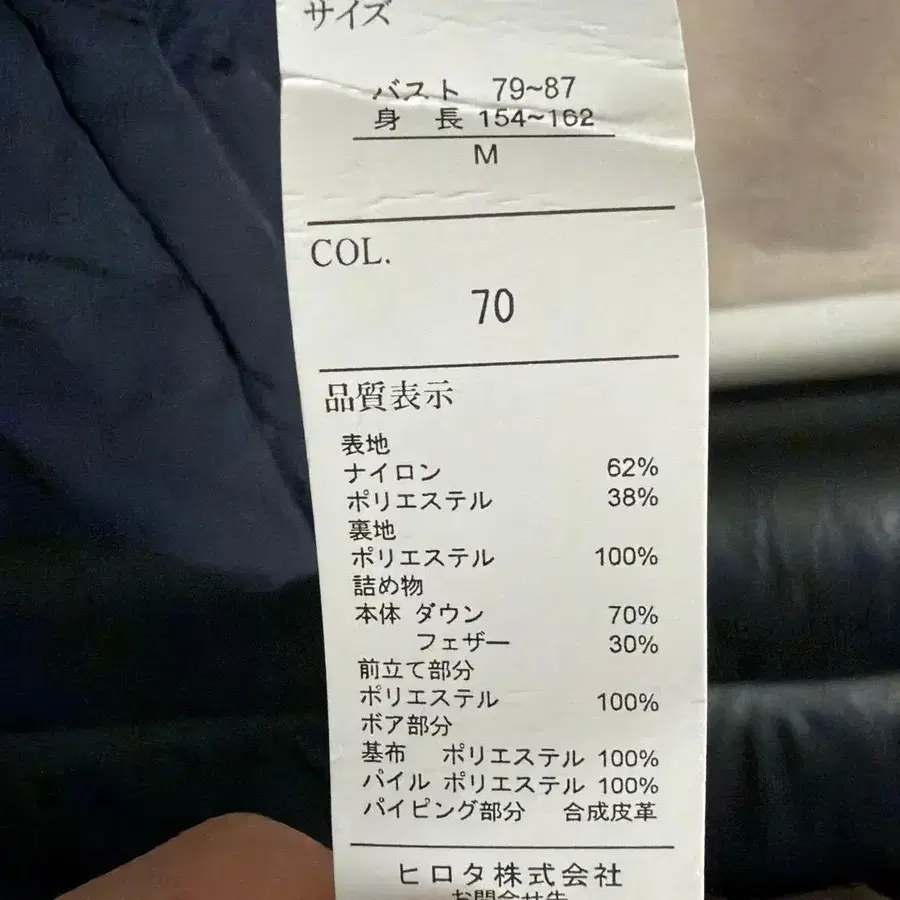 サイズ
バスト 79~87
身 長 154~162
M
COL.
70
品質表示
表地
ナイロン 62%
ポリエステル 38%
裏地
ポリエステル 100%
詰め物
本体 ダウン 70%
フェザー 30%
前立て部分
ポリエステル 100%
ボア部分
基布 ポリエステル 100%
パイル ポリエステル 100%
パイピング部分 合成皮革
ヒロタ株式会社
お問合せ先